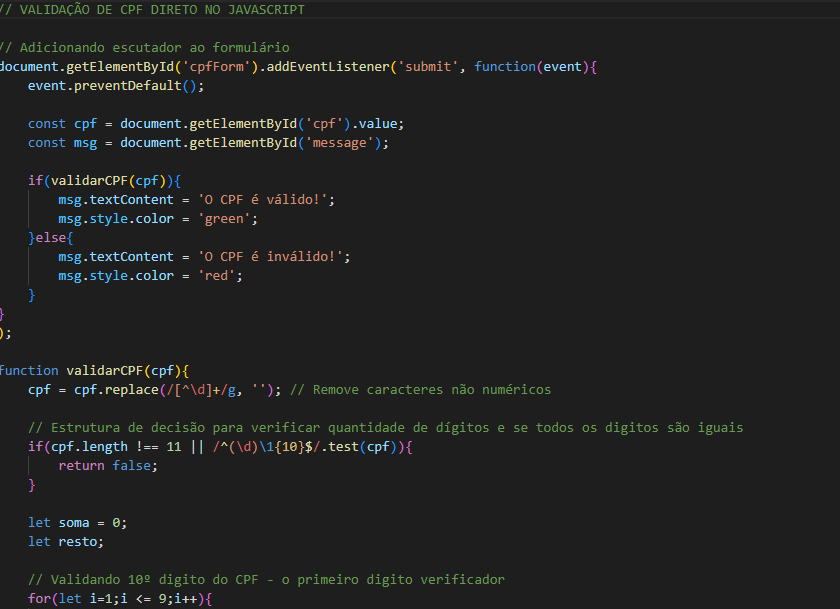 // VALIDAÇÃO DE CPF DIRETO NO JAVASCRIPT
// Adicionando escutador ao formulário
document.getElementById('cpfForm').addEventListener('submit', function(event){
event.preventDefault();
const cpf = document.getElementById('cpf').value;
const msg = document.getElementById('message');
if(validarCPF(cpf)){
msg.textContent = 'O CPF é válido!';
msg.style.color = 'green';
}else{
msg.textContent = 'O CPF é inválido!';
msg.style.color = 'red';
}
}
);
function validarCPF(cpf){
cpf = cpf.replace(/[^\d]+/g, ''); // Remove caracteres não numéricos
// Estrutura de decisão para verificar quantidade de dígitos e se todos os digitos são iguais
if(cpf.length !== 11 || /^(\d)\1{10}$/.test(cpf)){
return false;
}
let soma = 0;
let resto;
// Validando 10º digito do CPF - o primeiro digito verificador
for(let i=1;i <= 9;i++){